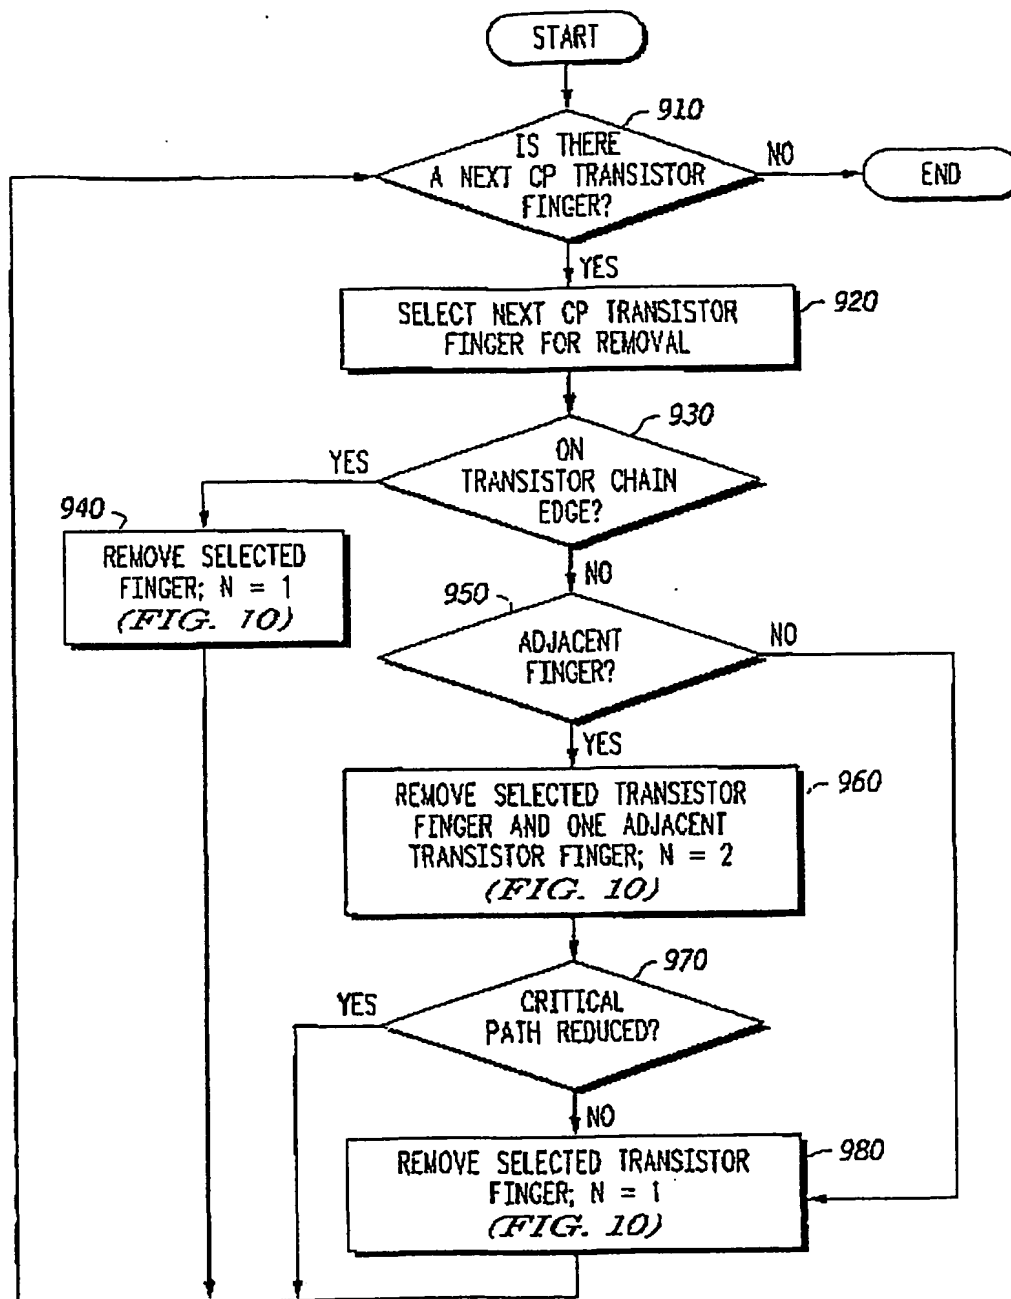 START
910
IS THERE
A NEXT CP TRANSISTOR
FINGER?
NO
END
YES
SELECT NEXT CP TRANSISTOR
FINGER FOR REMOVAL
920
930
ON
TRANSISTOR CHAIN
EDGE?
YES
940
REMOVE SELECTED
FINGER; N = 1
(FIG. 10)
NO
950
ADJACENT
FINGER?
NO
YES
REMOVE SELECTED TRANSISTOR
FINGER AND ONE ADJACENT
TRANSISTOR FINGER; N = 2
(FIG. 10)
960
970
CRITICAL
PATH REDUCED?
YES
NO
REMOVE SELECTED TRANSISTOR
FINGER; N = 1
(FIG. 10)
980